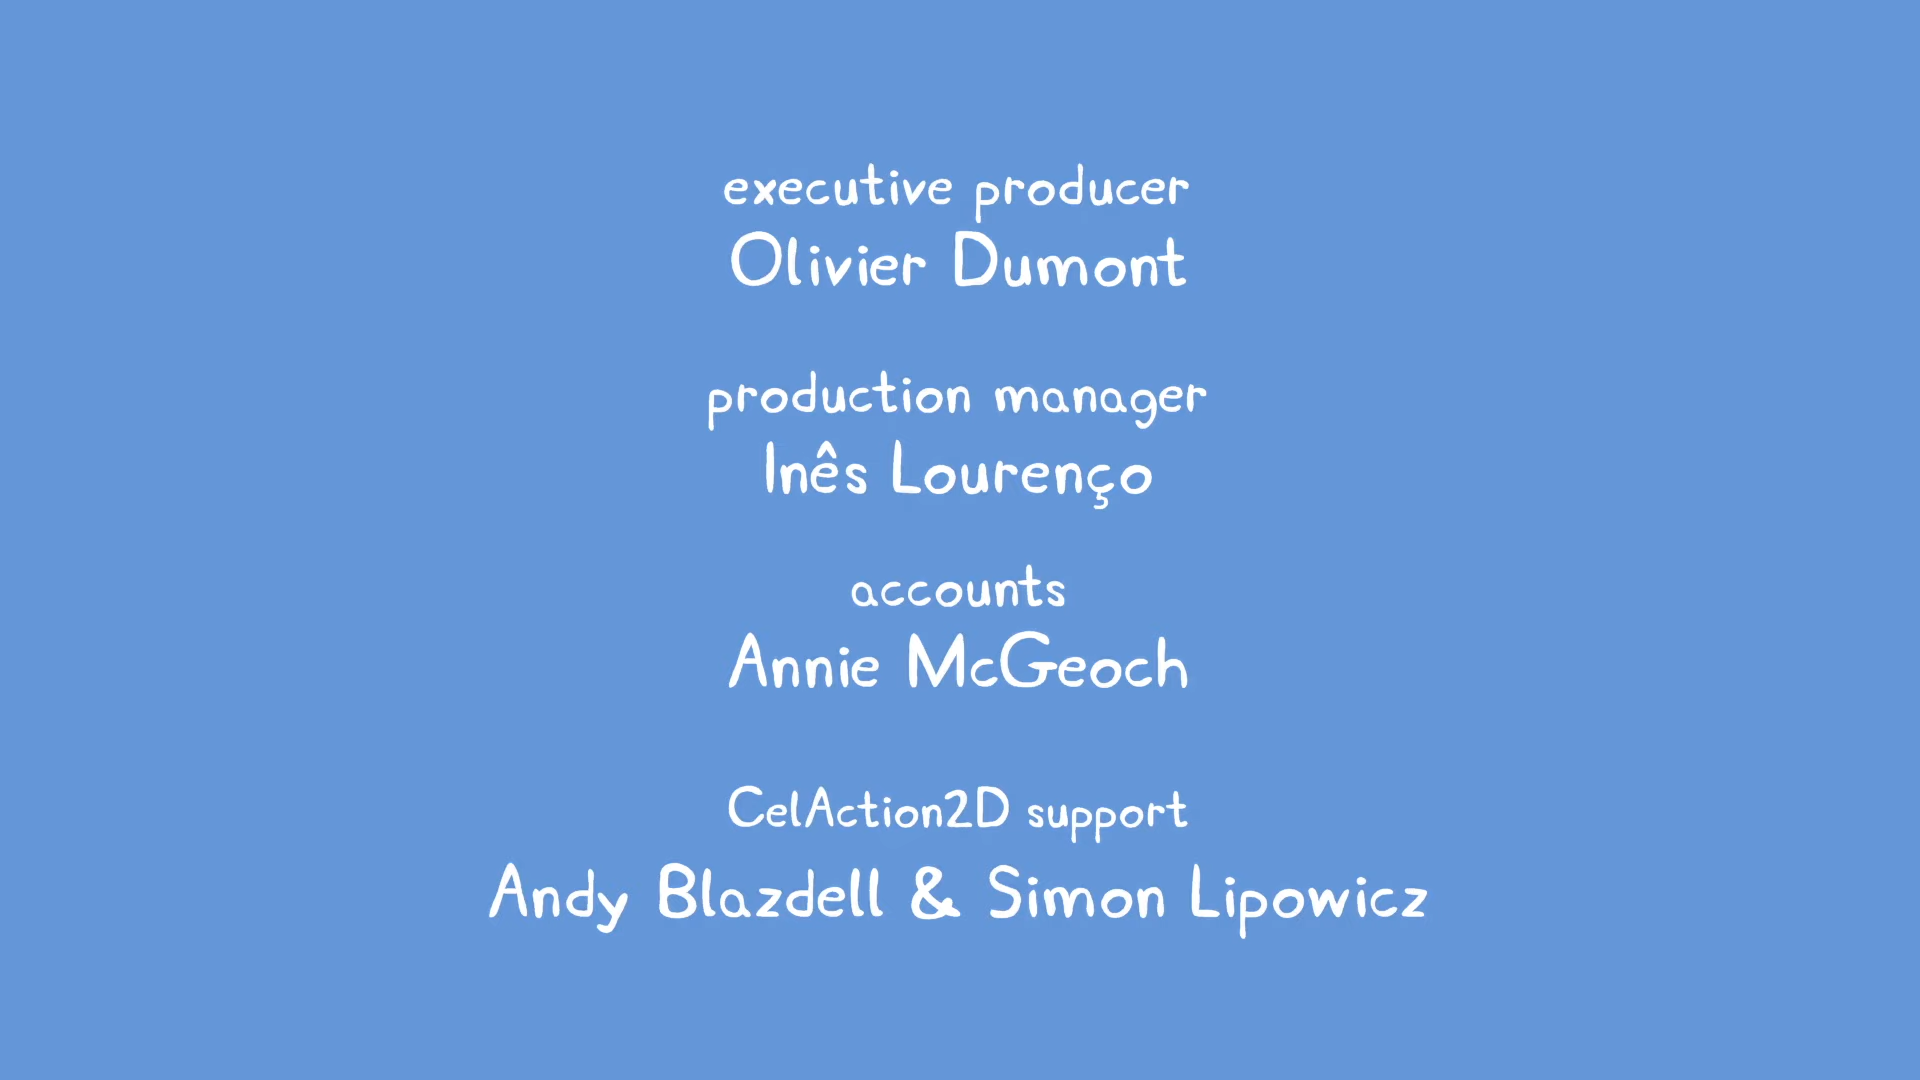 executive producer
Olivier Dumont
production manager
Inês Lourenço
accounts
Annie McGeoch
CelAction2D support
Andy Blazdell & Simon Lipowicz